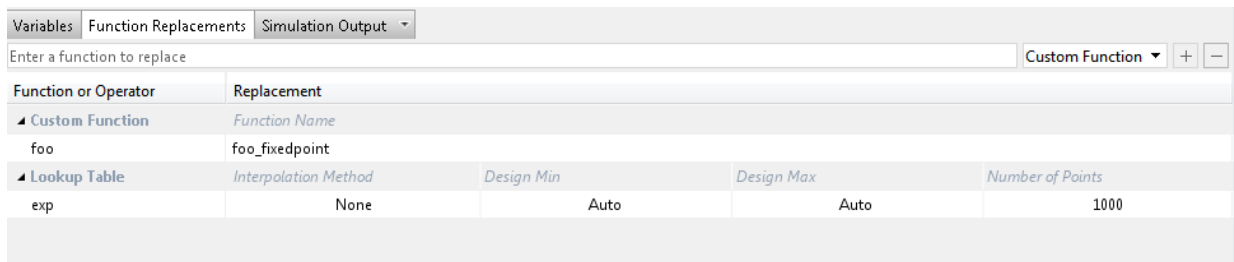 Variables Function Replacements Simulation Output
Enter a function to replace Custom Function + −
Function or Operator Replacement
Custom Function Function Name
foo foo_fixedpoint
Lookup Table Interpolation Method Design Min Design Max Number of Points
exp None Auto Auto 1000